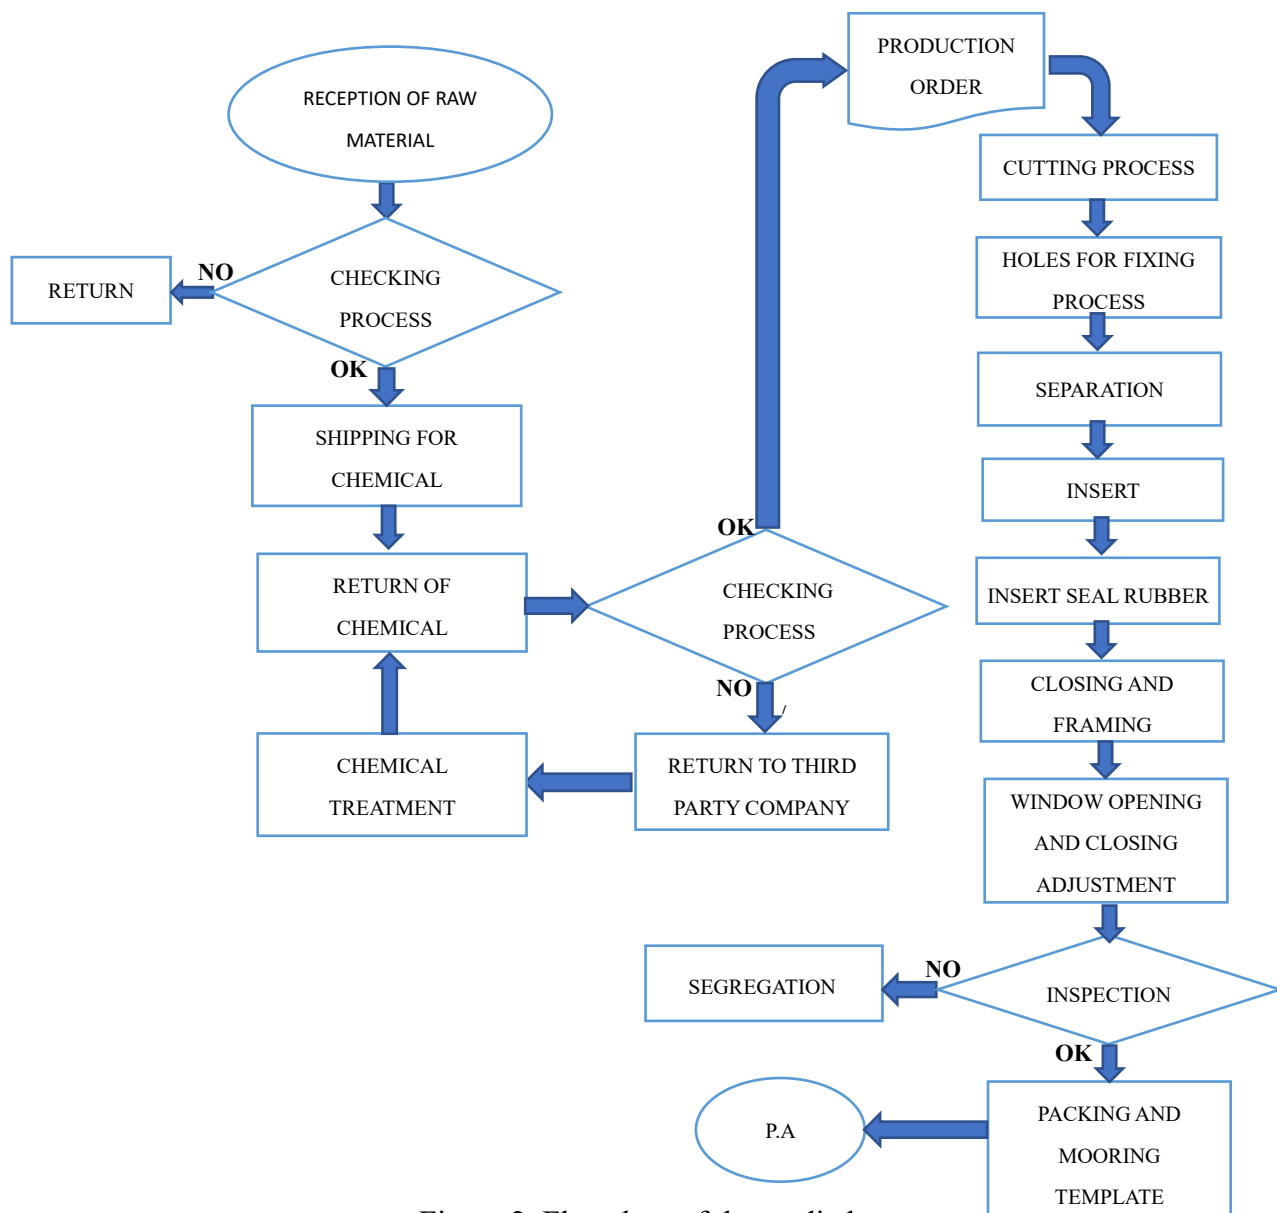 RECEPTION OF RAW
MATERIAL
NO
RETURN
CHECKING
PROCESS
OK
SHIPPING FOR
CHEMICAL
RETURN OF
CHEMICAL
CHEMICAL
TREATMENT
OK
CHECKING
PROCESS
NO
/
RETURN TO THIRD
PARTY COMPANY
PRODUCTION
ORDER
CUTTING PROCESS
HOLES FOR FIXING
PROCESS
SEPARATION
INSERT
INSERT SEAL RUBBER
CLOSING AND
FRAMING
WINDOW OPENING
AND CLOSING
ADJUSTMENT
NO
SEGREGATION
INSPECTION
OK
P.A
PACKING AND
MOORING
TEMPLATE